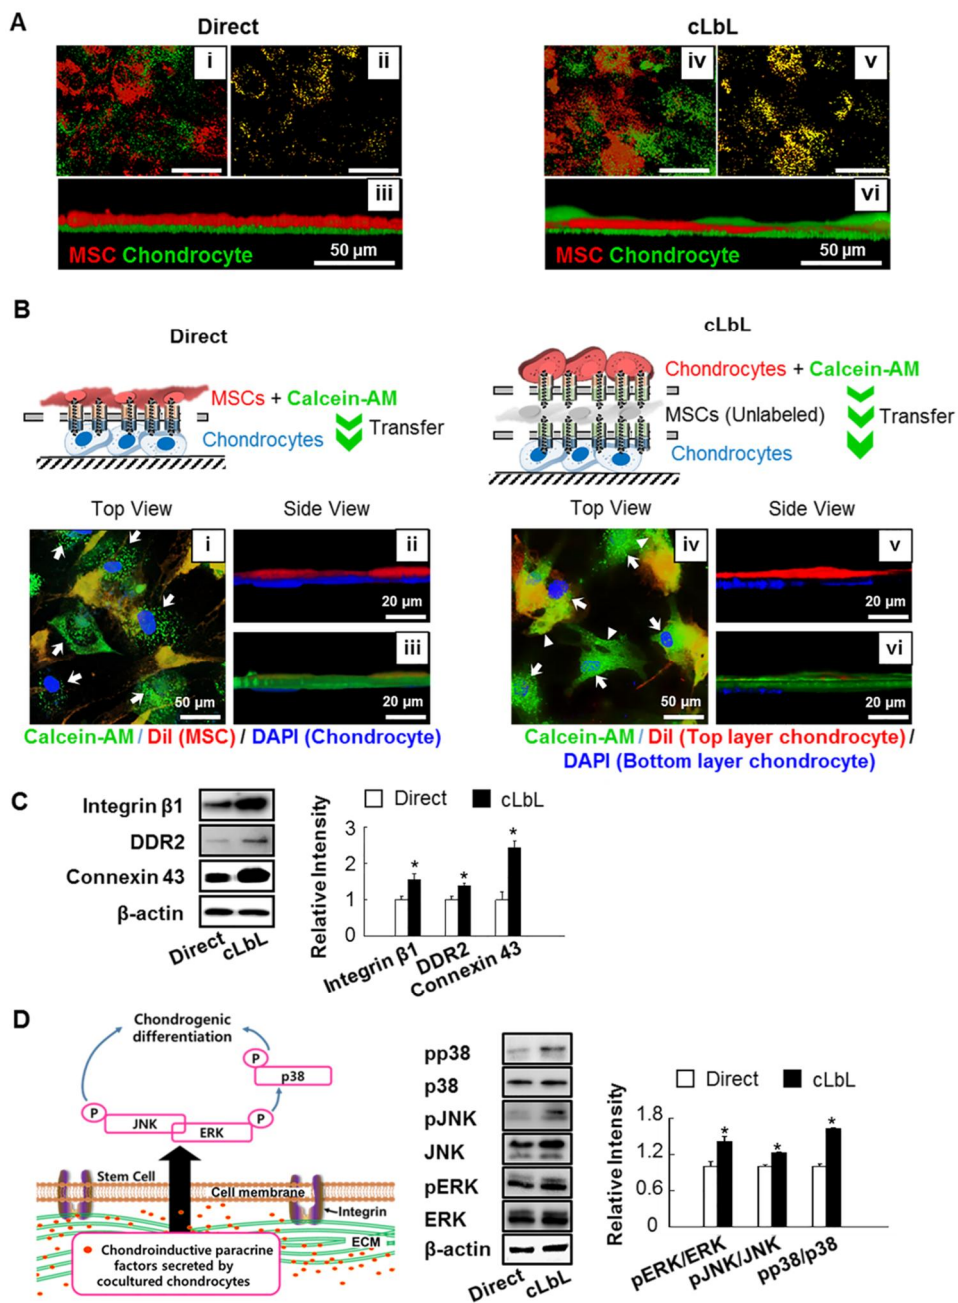 A
Direct
cLbL
i
ii
iv
v
iii
vi
MSC Chondrocyte
50 μm
MSC Chondrocyte
50 μm
B
Direct
cLbL
MSCs + Calcein-AM
Transfer
Chondrocytes
Chondrocytes + Calcein-AM
MSCs (Unlabeled)
Transfer
Chondrocytes
Top View
Side View
Top View
Side View
i
ii
20 μm
iii
50 μm
20 μm
iv
v
20 μm
vi
50 μm
20 μm
Calcein-AM / DiI (MSC) / DAPI (Chondrocyte)
Calcein-AM / DiI (Top layer chondrocyte) /
DAPI (Bottom layer chondrocyte)
C
Integrin β1
DDR2
Connexin 43
β-actin
Direct
cLbL
Direct
cLbL
Relative Intensity
3
2
1
0
*
*
*
Integrin β1
DDR2
Connexin 43
D
Chondrogenic
differentiation
P
p38
P
JNK
P
ERK
Stem Cell
Cell membrane
Integrin
ECM
Chondroinductive paracrine
factors secreted by
cocultured chondrocytes
pp38
p38
pJNK
JNK
pERK
ERK
β-actin
Direct
cLbL
Direct
cLbL
Relative Intensity
1.8
1.2
0.6
0
*
*
*
pERK/ERK
pJNK/JNK
pp38/p38